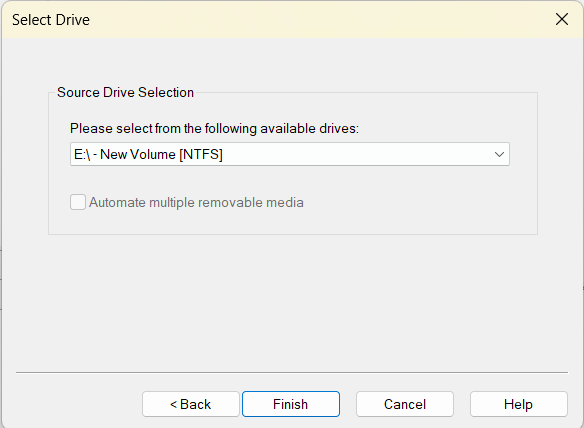 Select Drive
Source Drive Selection
Please select from the following available drives:
E:\ - New Volume [NTFS]
Automate multiple removable media
< Back
Finish
Cancel
Help